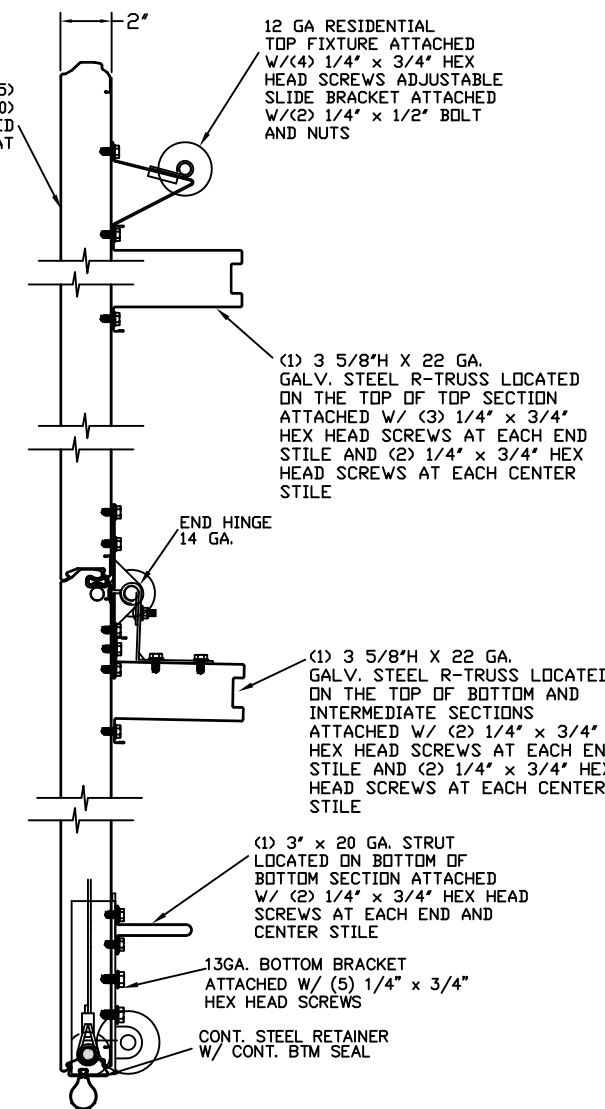 2"
12 GA RESIDENTIAL
TOP FIXTURE ATTACHED
W/(4) 1/4" x 3/4" HEX
HEAD SCREWS ADJUSTABLE
SLIDE BRACKET ATTACHED
W/(2) 1/4" x 1/2" BOLT
AND NUTS
5)
0)
ED
AT
(1) 3 5/8"H X 22 GA.
GALV. STEEL R-TRUSS LOCATED
ON THE TOP OF TOP SECTION
ATTACHED W/ (3) 1/4" x 3/4"
HEX HEAD SCREWS AT EACH END
STILE AND (2) 1/4" x 3/4" HEX
HEAD SCREWS AT EACH CENTER
STILE
END HINGE
14 GA.
(1) 3 5/8"H X 22 GA.
GALV. STEEL R-TRUSS LOCATED
ON THE TOP OF BOTTOM AND
INTERMEDIATE SECTIONS
ATTACHED W/ (2) 1/4" x 3/4"
HEX HEAD SCREWS AT EACH EN
STILE AND (2) 1/4" x 3/4" HEX
HEAD SCREWS AT EACH CENTER
STILE
(1) 3" x 20 GA. STRUT
LOCATED ON BOTTOM OF
BOTTOM SECTION ATTACHED
W/ (2) 1/4" x 3/4" HEX HEAD
SCREWS AT EACH END AND
CENTER STILE
13GA. BOTTOM BRACKET
ATTACHED W/ (5) 1/4" x 3/4"
HEX HEAD SCREWS
CONT. STEEL RETAINER
W/ CONT. BTM SEAL